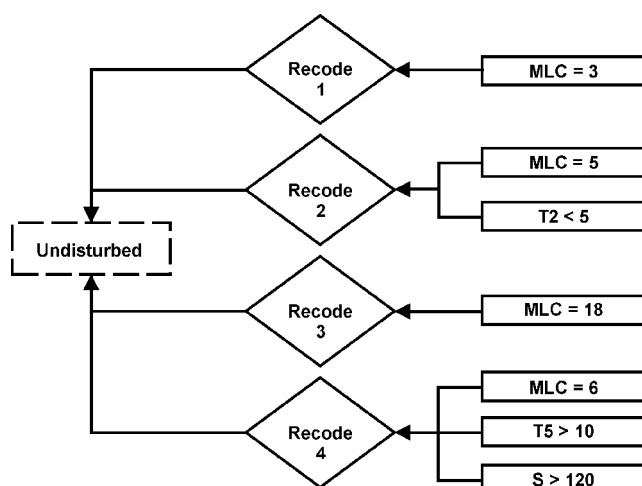 Recode
1
MLC = 3
Recode
2
MLC = 5
T2 < 5
Undisturbed
Recode
3
MLC = 18
Recode
4
MLC = 6
T5 > 10
S > 120